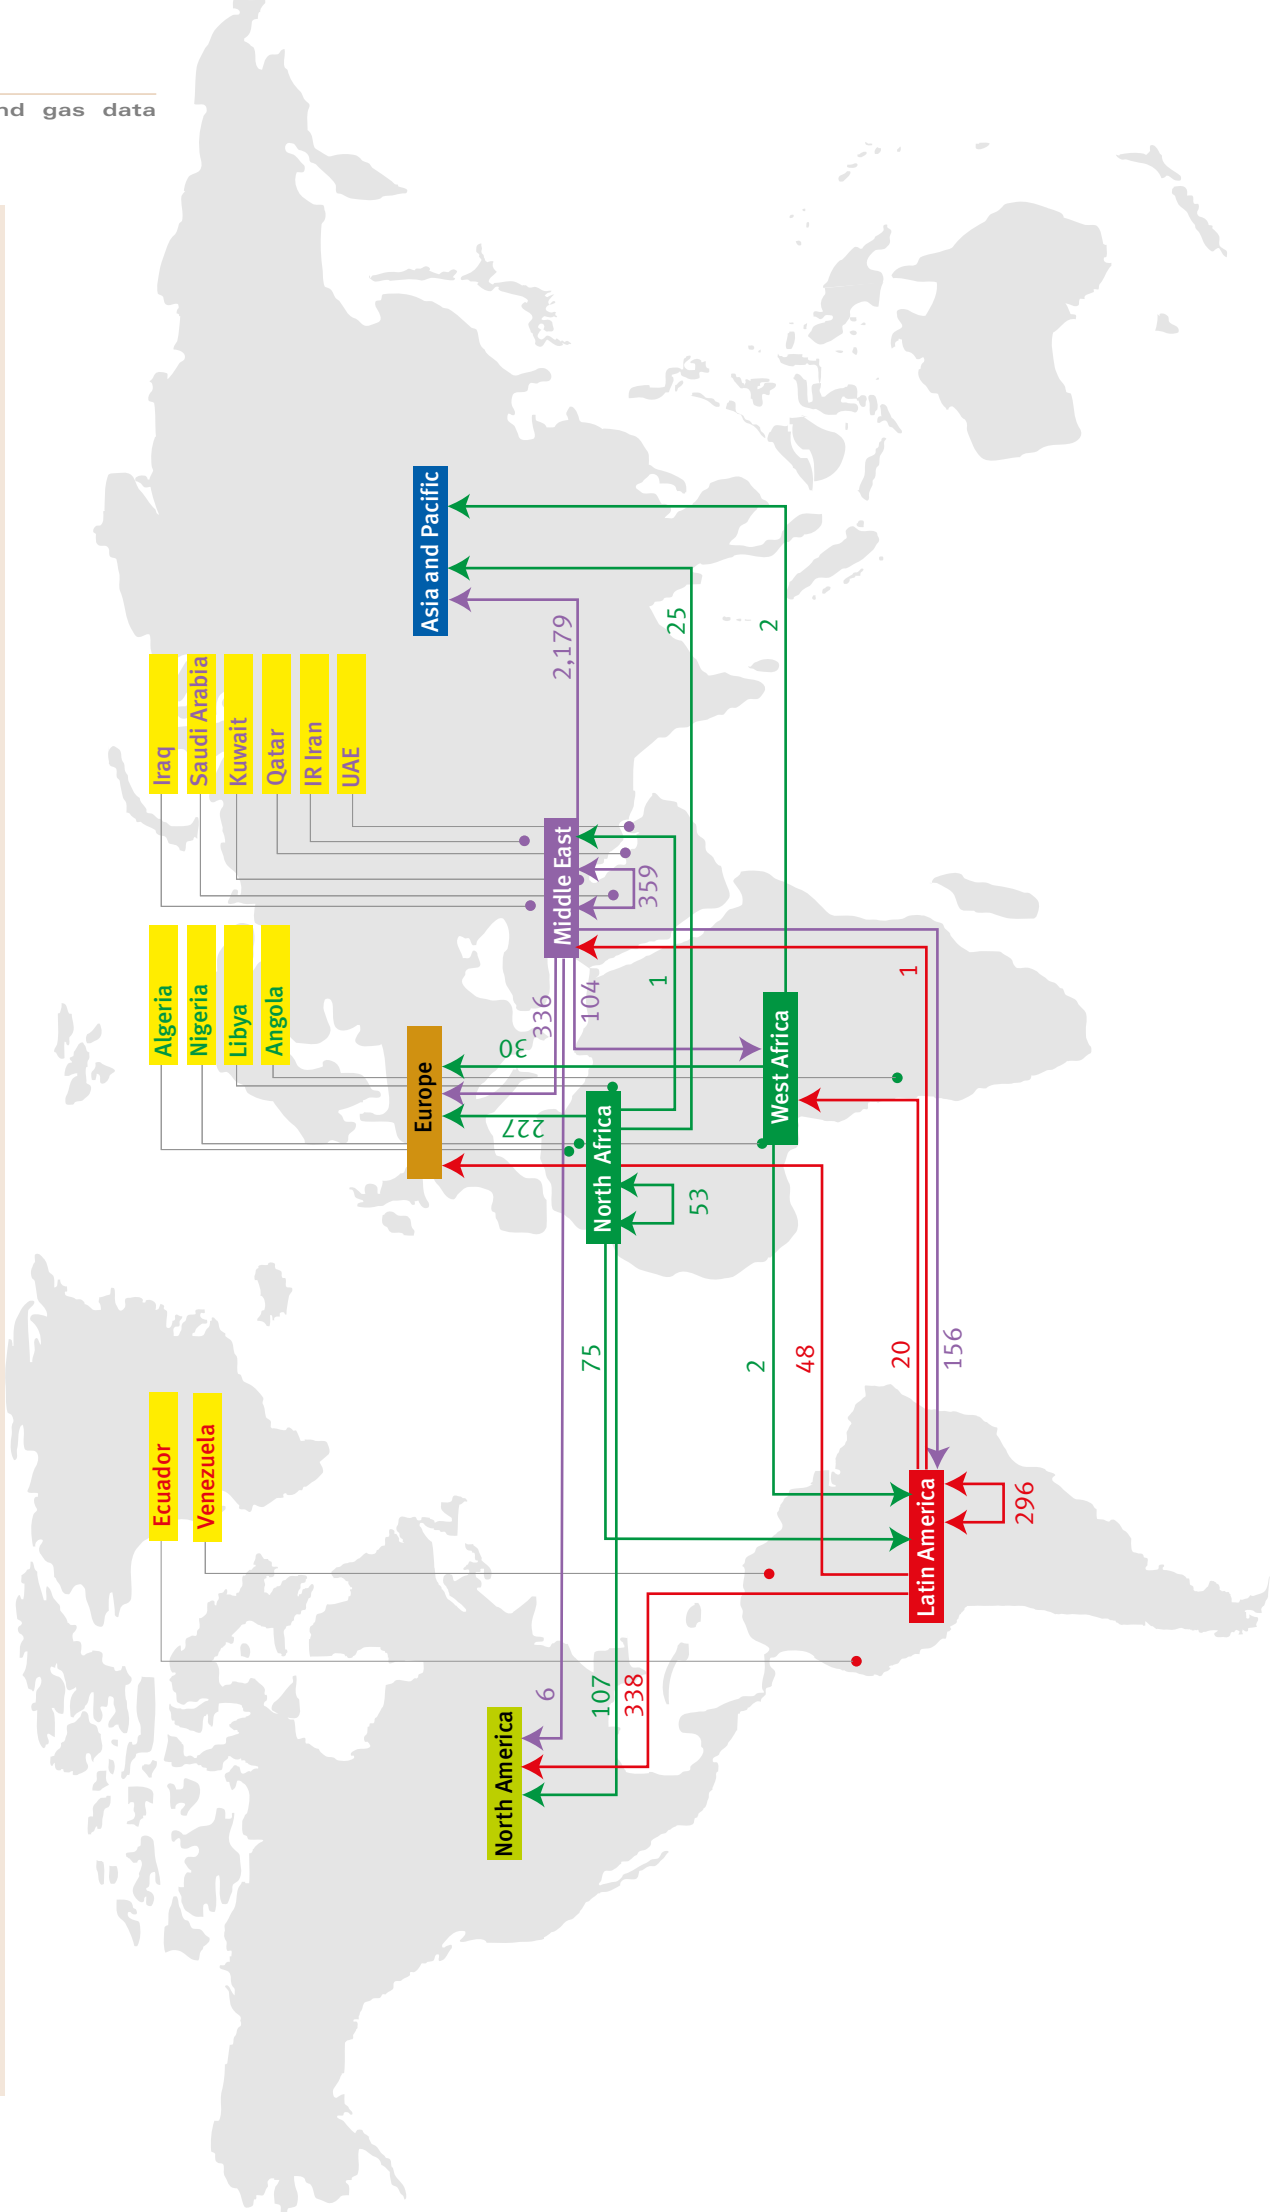 nd gas data
Ecuador
Venezuela
Algeria
Nigeria
Libya
Angola
Iraq
Saudi Arabia
Kuwait
Qatar
IR Iran
UAE
Europe
Asia and Pacific
North America
Middle East
North Africa
West Africa
Latin America
6
107
338
336
104
30
227
2,179
25
2
359
1
53
75
2
48
20
1
156
296